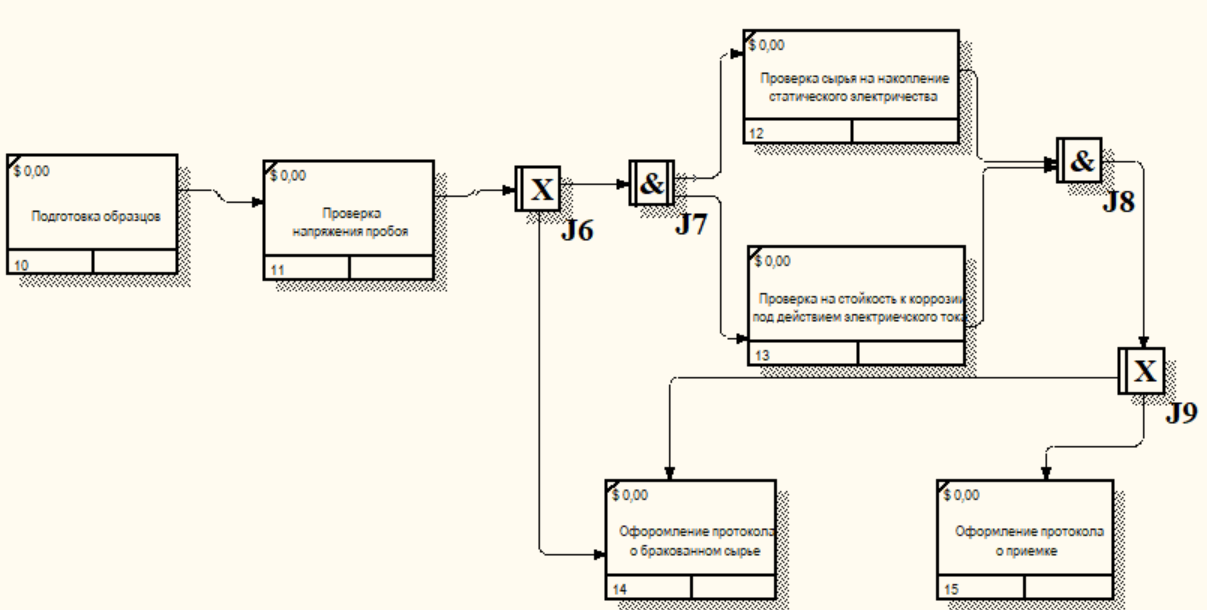 $ 0,00
Проверка сырья на накопление
статического электричества
12
$ 0,00
Подготовка образцов
10
$ 0,00
Проверка
напряжения пробоя
11
X
J6
&
J7
&
J8
$ 0,00
Проверка на стойкость к коррозии
под действием электриечского тока
13
X
J9
$ 0,00
Офоромление протокола
о бракованном сырье
14
$ 0,00
Оформление протокола
о приемке
15